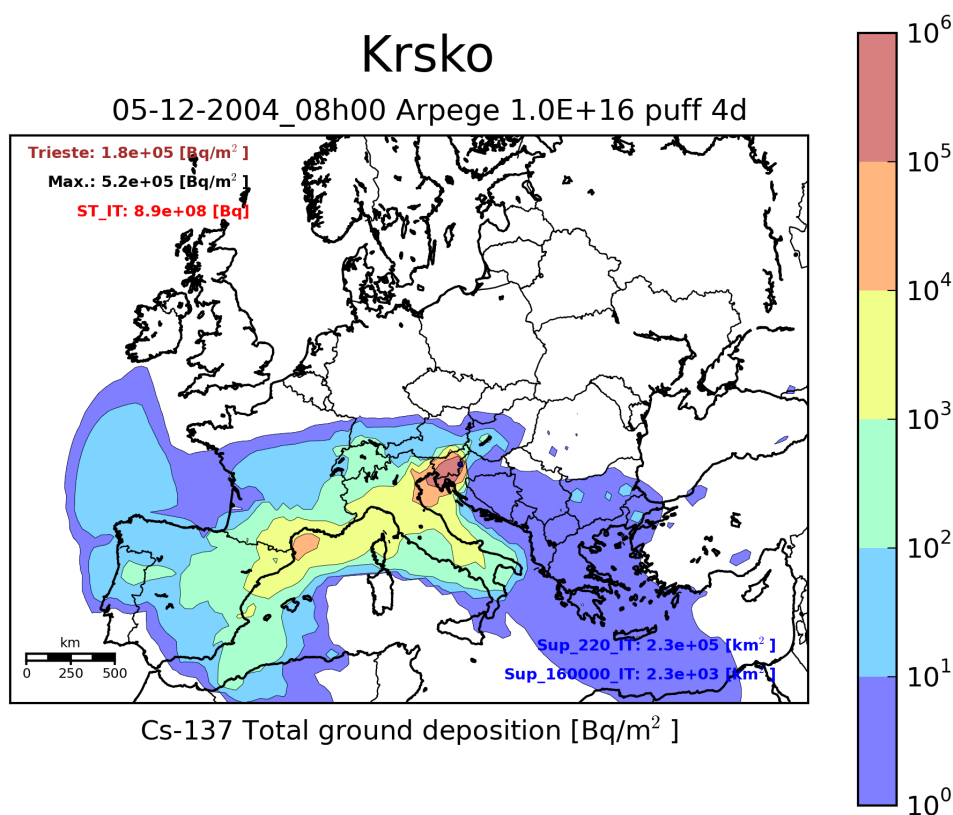 Krsko
05-12-2004_08h00 Arpege 1.0E+16 puff 4d
Trieste: 1.8e+05 [Bq/m² ]
Max.: 5.2e+05 [Bq/m² ]
ST_IT: 8.9e+08 [Bq]
km
0 250 500
Sup_220_IT: 2.3e+05 [km² ]
Sup_160000_IT: 2.3e+03 [km² ]
Cs-137 Total ground deposition [Bq/m² ]
10⁶
10⁵
10⁴
10³
10²
10¹
10⁰